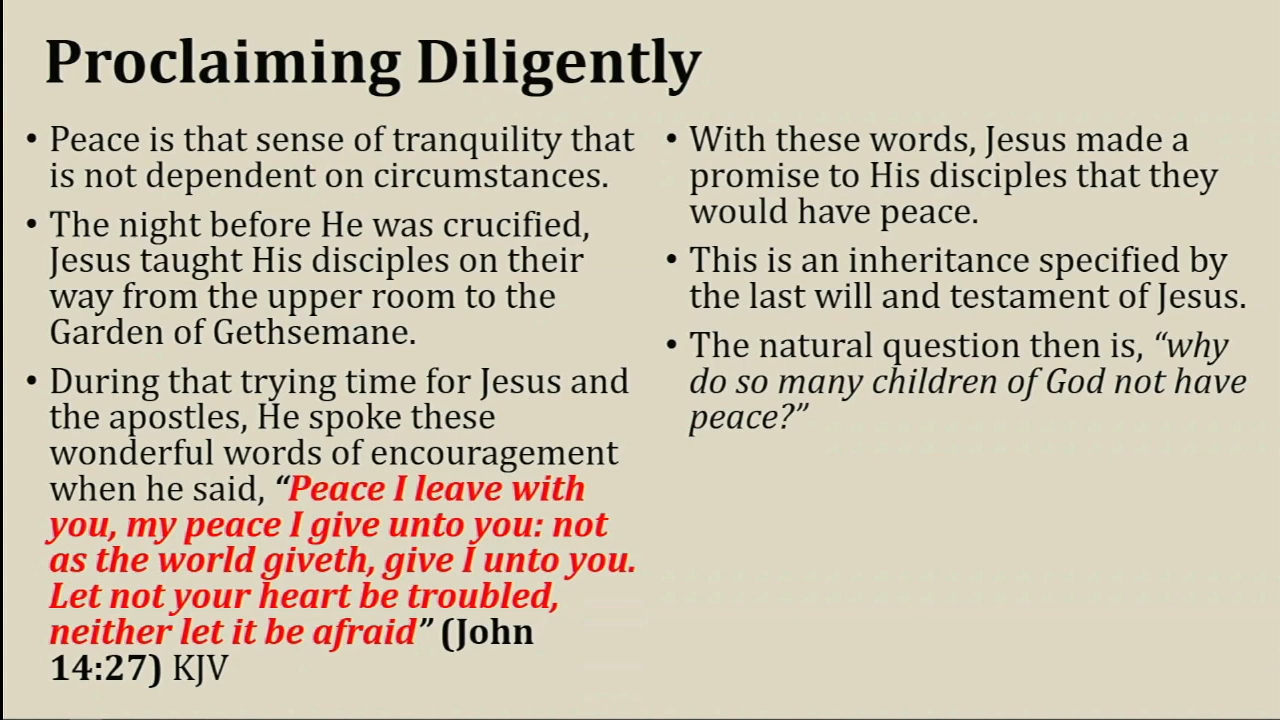 Proclaiming Diligently
• Peace is that sense of tranquility that
is not dependent on circumstances.
• The night before He was crucified,
Jesus taught His disciples on their
way from the upper room to the
Garden of Gethsemane.
• During that trying time for Jesus and
the apostles, He spoke these
wonderful words of encouragement
when he said, “Peace I leave with
you, my peace I give unto you: not
as the world giveth, give I unto you.
Let not your heart be troubled,
neither let it be afraid” (John
14:27) KJV
• With these words, Jesus made a
promise to His disciples that they
would have peace.
• This is an inheritance specified by
the last will and testament of Jesus.
• The natural question then is, “why
do so many children of God not have
peace?”